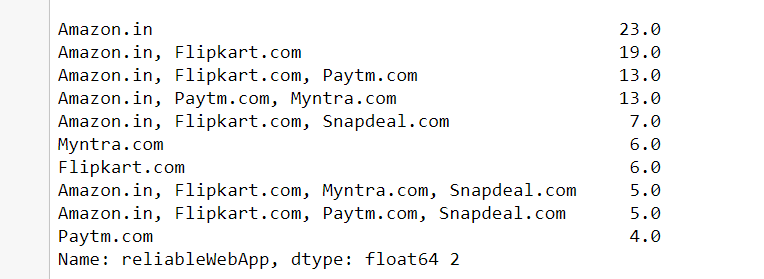 Amazon.in 23.0
Amazon.in, Flipkart.com 19.0
Amazon.in, Flipkart.com, Paytm.com 13.0
Amazon.in, Paytm.com, Myntra.com 13.0
Amazon.in, Flipkart.com, Snapdeal.com 7.0
Myntra.com 6.0
Flipkart.com 6.0
Amazon.in, Flipkart.com, Myntra.com, Snapdeal.com 5.0
Amazon.in, Flipkart.com, Paytm.com, Snapdeal.com 5.0
Paytm.com 4.0
Name: reliableWebApp, dtype: float64 2